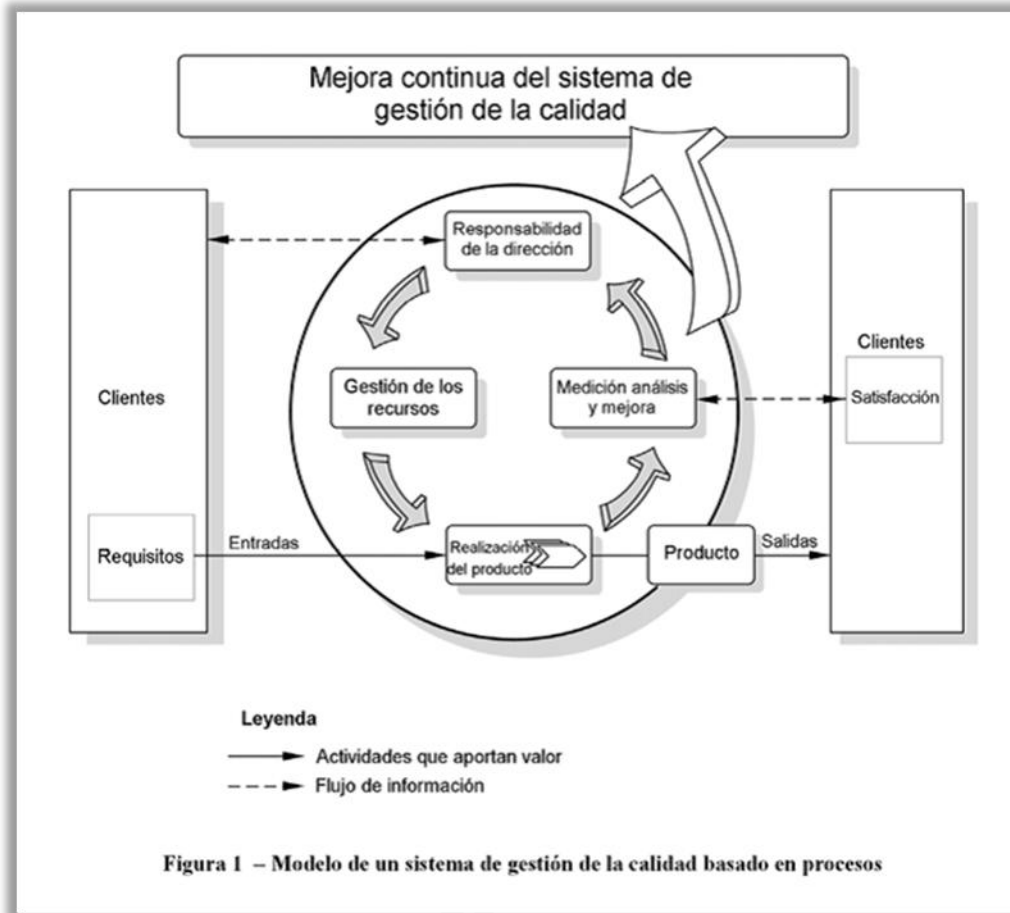 Mejora continua del sistema de
gestión de la calidad
Responsabilidad
de la dirección
Clientes
Gestión de los
recursos
Medición análisis
y mejora
Clientes
Satisfacción
Requisitos
Entradas
Realización
del producto
Producto
Salidas
Leyenda
Actividades que aportan valor
Flujo de información
Figura 1 – Modelo de un sistema de gestión de la calidad basado en procesos